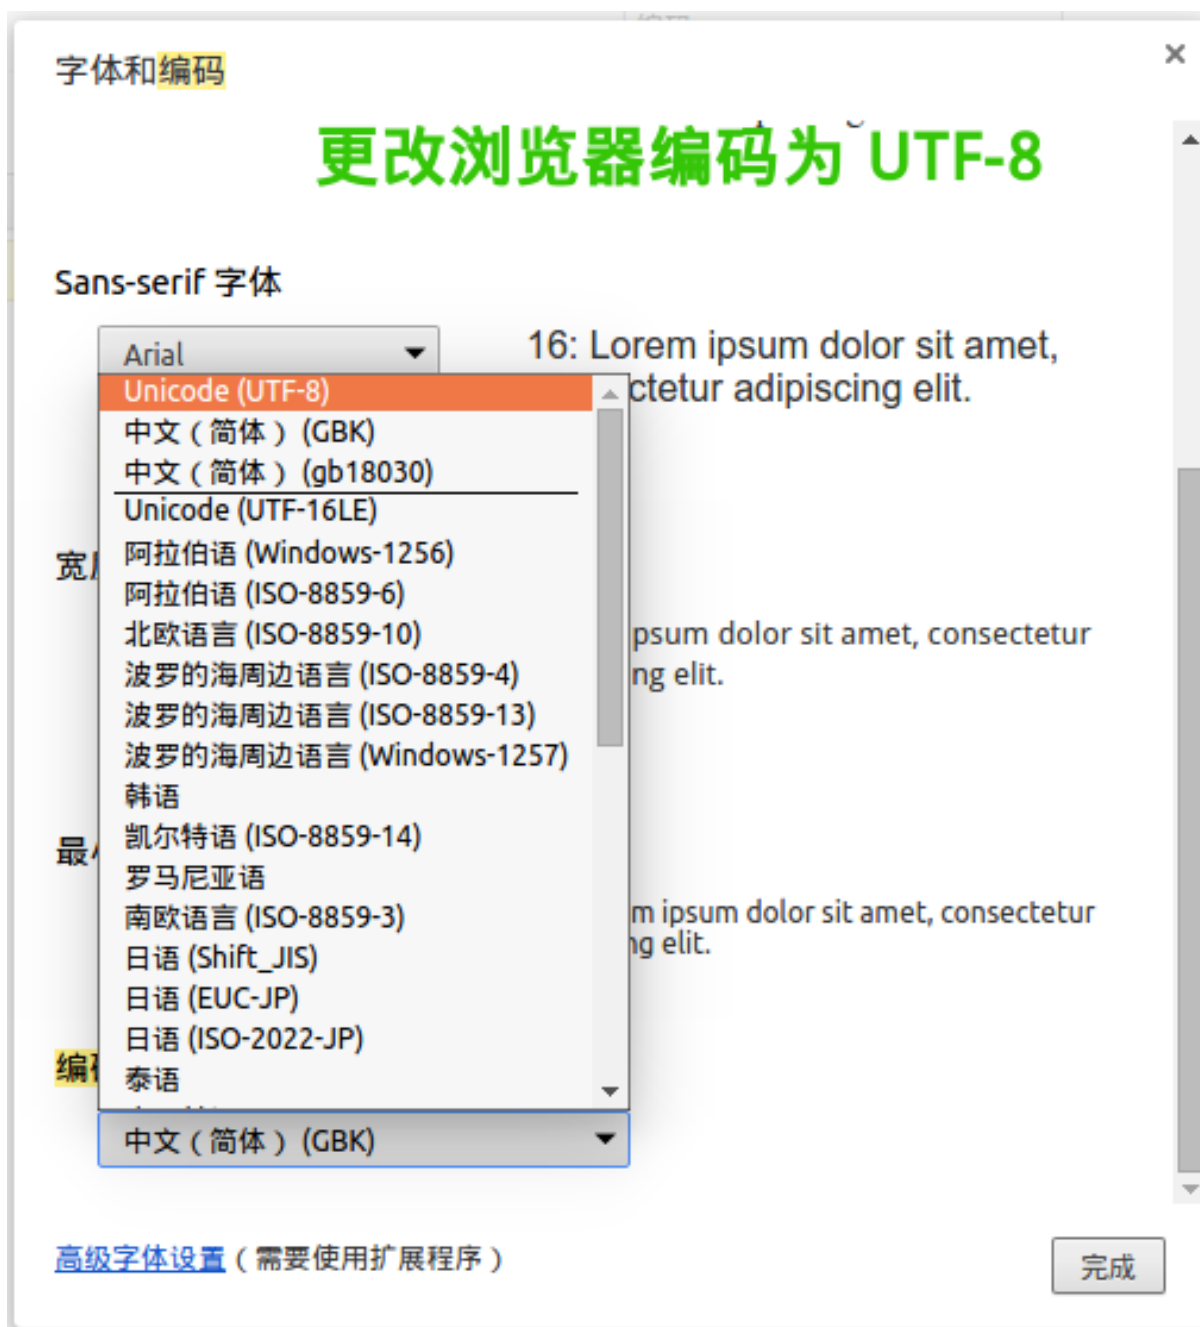 字体和编码
更改浏览器编码为 UTF-8
Sans-serif 字体
Arial
16: Lorem ipsum dolor sit amet,
ctetur adipiscing elit.
Unicode (UTF-8)
中文（简体）(GBK)
中文（简体）(gb18030)
Unicode (UTF-16LE)
阿拉伯语 (Windows-1256)
宽
阿拉伯语 (ISO-8859-6)
北欧语言 (ISO-8859-10)
psum dolor sit amet, consectetur
波罗的海周边语言 (ISO-8859-4)
ng elit.
波罗的海周边语言 (ISO-8859-13)
波罗的海周边语言 (Windows-1257)
韩语
凯尔特语 (ISO-8859-14)
最
罗马尼亚语
南欧语言 (ISO-8859-3)
m ipsum dolor sit amet, consectetur
ng elit.
日语 (Shift_JIS)
日语 (EUC-JP)
日语 (ISO-2022-JP)
编
泰语
中文（简体）(GBK)
高级字体设置（需要使用扩展程序）
完成